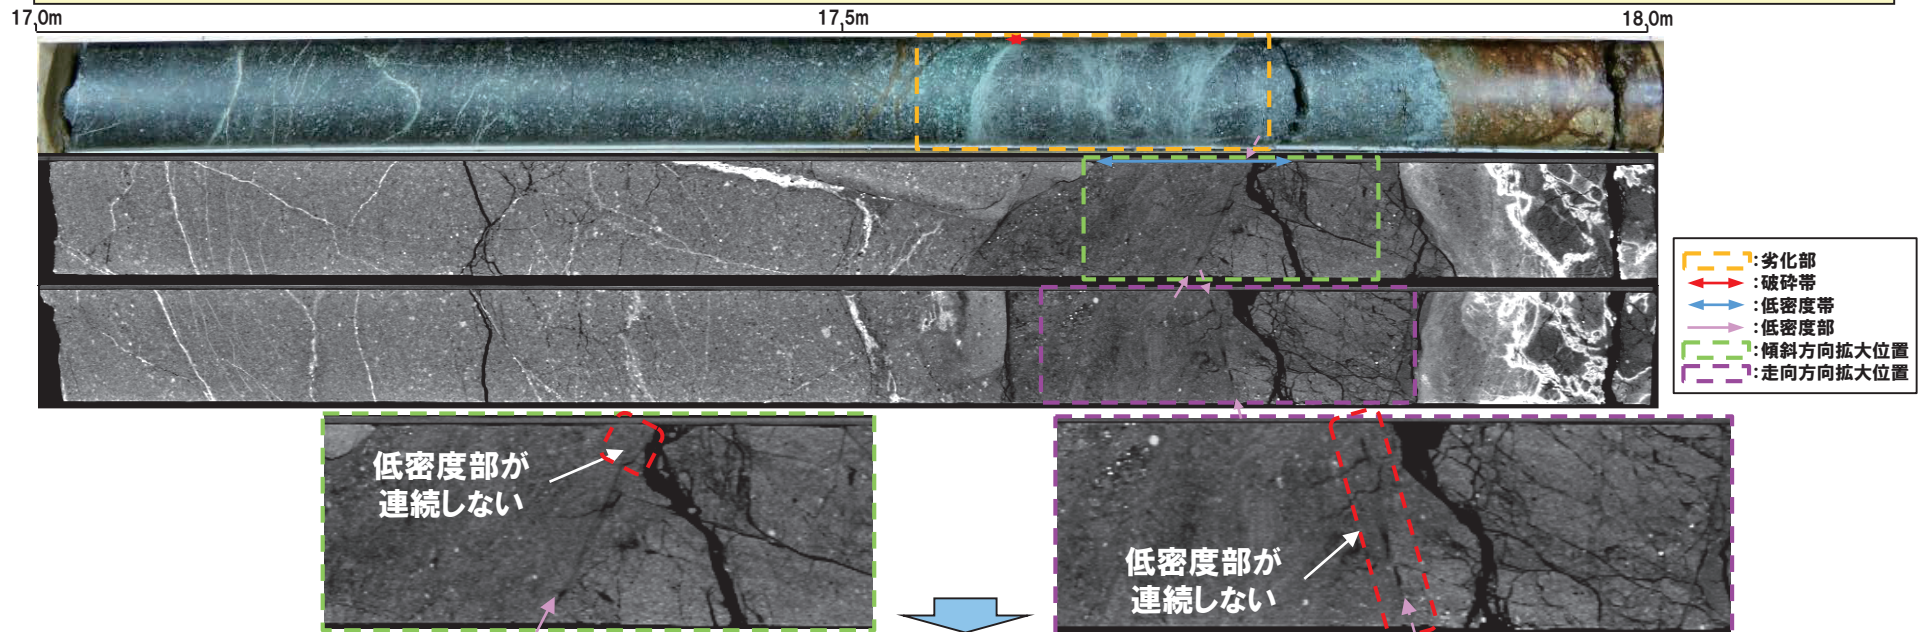 17.0m 17.5m 18.0m
:劣化部
:破砕帯
:低密度帯
:低密度部
:傾斜方向拡大位置
:走向方向拡大位置
低密度部が
連続しない
低密度部が
連続しない